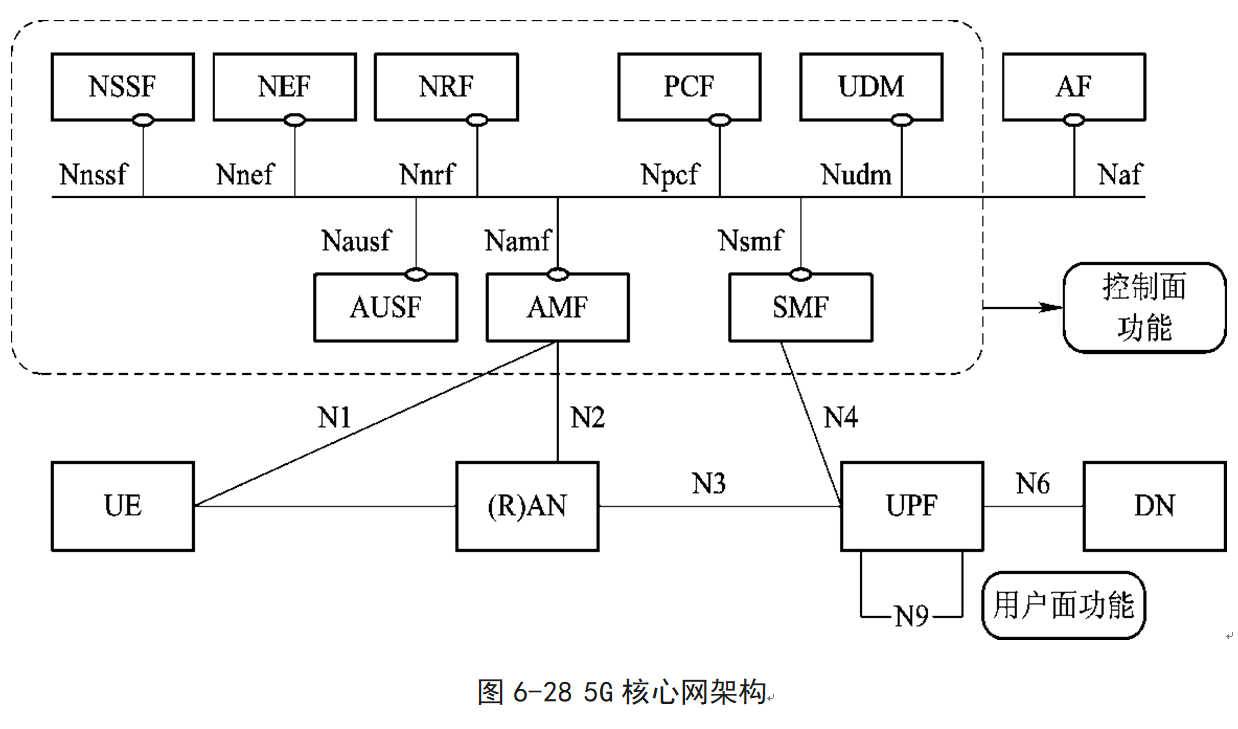 NSSF
NEF
NRF
PCF
UDM
AF
Nnssf
Nnef
Nnrf
Npcf
Nudm
Naf
Nausf
Namf
Nsmf
AUSF
AMF
SMF
控制面
功能
N1
N2
N4
UE
(R)AN
N3
UPF
N6
DN
N9
用户面功能
图 6-28 5G 核心网架构